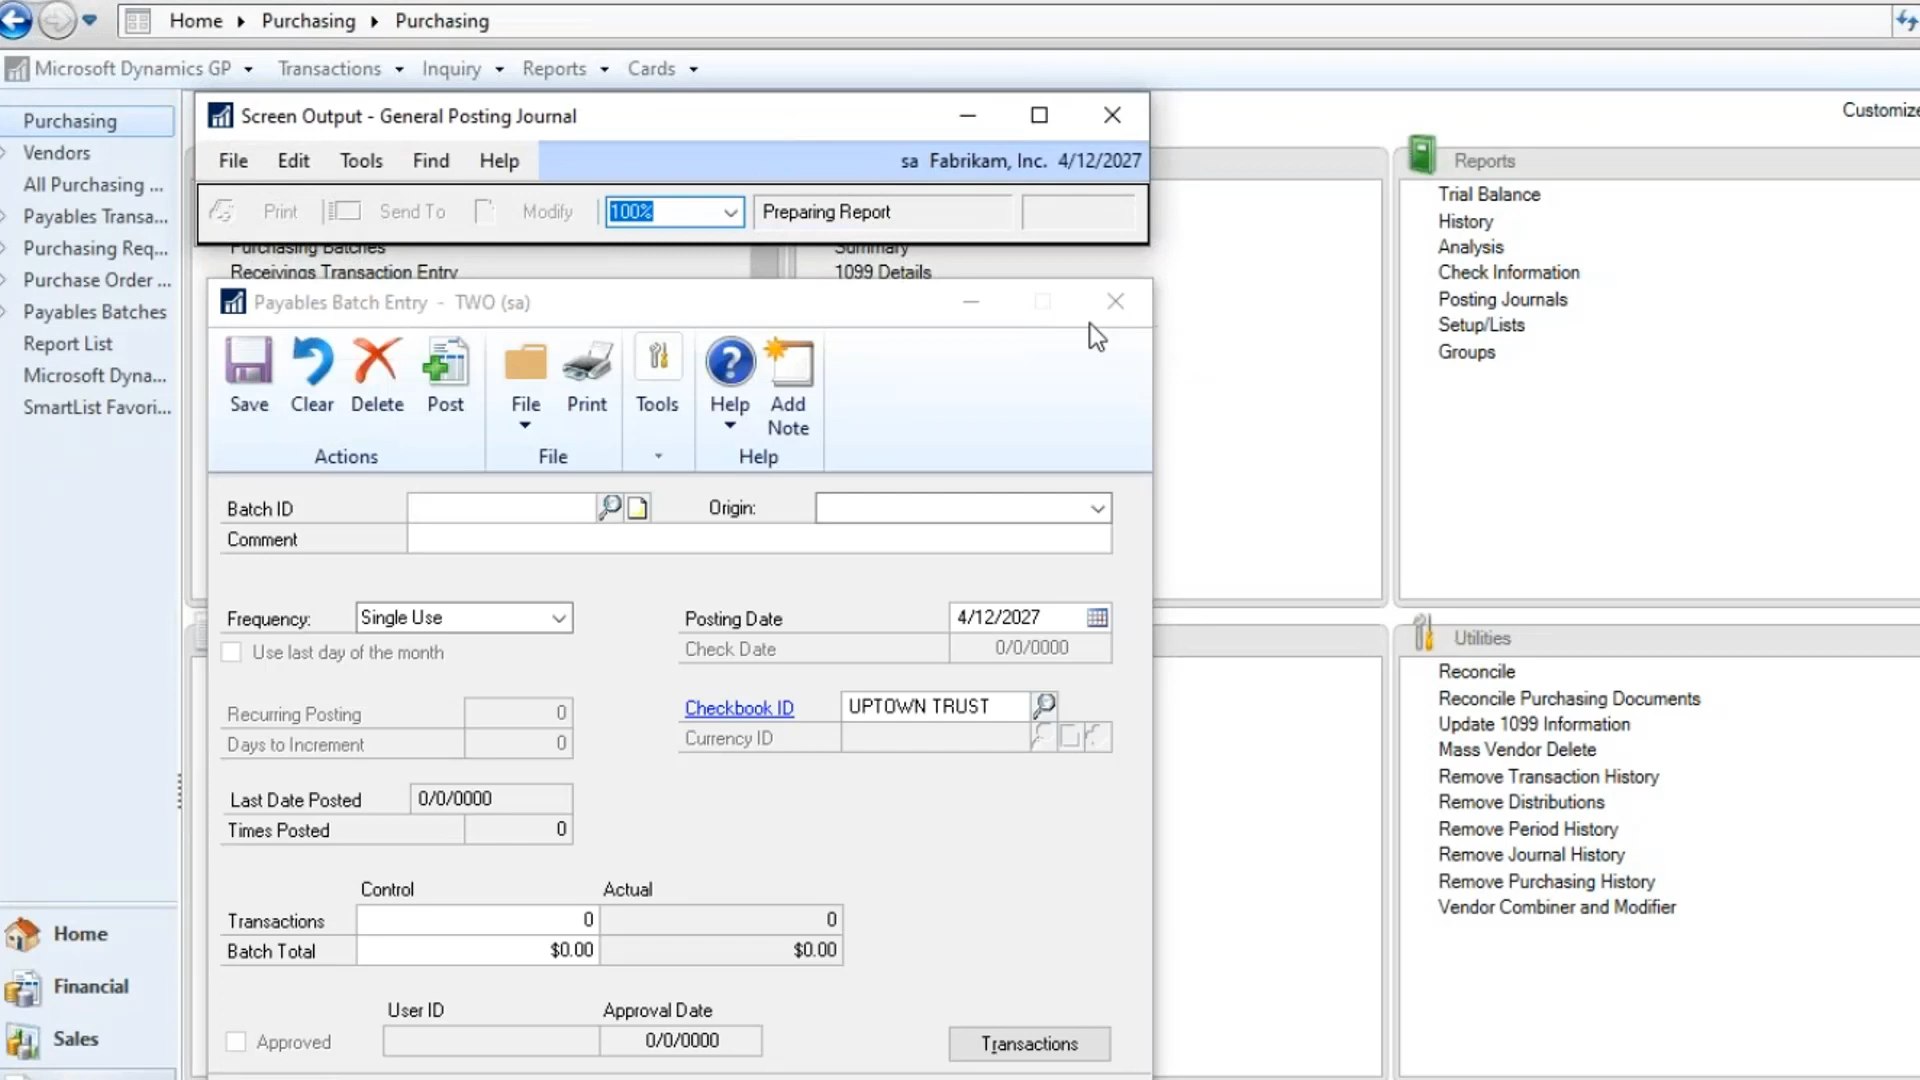 Home Purchasing Purchasing
Microsoft Dynamics GP Transactions Inquiry Reports Cards
Customize
Purchasing
Vendors
All Purchasing ...
Payables Transa...
Purchasing Req...
Purchase Order ...
Payables Batches
Report List
Microsoft Dyna...
SmartList Favori...
Home
Financial
Sales
Screen Output - General Posting Journal
File Edit Tools Find Help
sa Fabrikam, Inc. 4/12/2027
Print Send To Modify 100% Preparing Report
Purchasing Batches Summary
Receivings Transaction Entry 1099 Details
Payables Batch Entry - TWO (sa)
Save Clear Delete Post File Print Tools Help Add Note
Actions File Help
Batch ID Origin:
Comment
Frequency: Single Use Posting Date 4/12/2027
Use last day of the month Check Date 0/0/0000
Recurring Posting 0 Checkbook ID UPTOWN TRUST
Days to Increment 0 Currency ID
Last Date Posted 0/0/0000
Times Posted 0
Control Actual
Transactions 0 0
Batch Total $0.00 $0.00
User ID Approval Date
Approved 0/0/0000 Transactions
Reports
Trial Balance
History
Analysis
Check Information
Posting Journals
Setup/Lists
Groups
Utilities
Reconcile
Reconcile Purchasing Documents
Update 1099 Information
Mass Vendor Delete
Remove Transaction History
Remove Distributions
Remove Period History
Remove Journal History
Remove Purchasing History
Vendor Combiner and Modifier